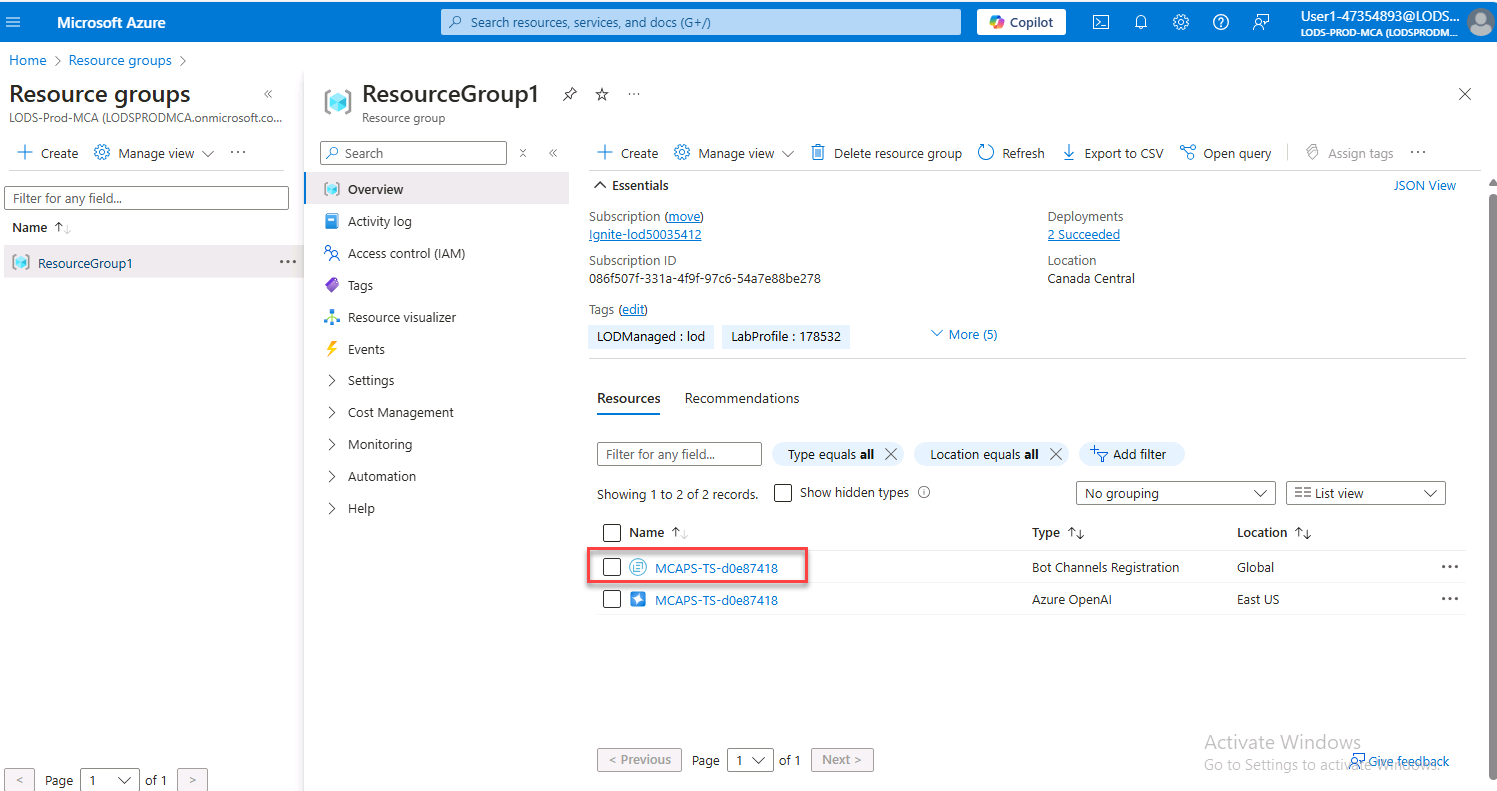 Microsoft Azure
Search resources, services, and docs (G+/)
Copilot
User1-47354893@LODS...
LODS-PROD-MCA (LODSPRODM...
Home > Resource groups >
Resource groups
LODS-Prod-MCA (LODSPRODMCA.onmicrosoft.co...
Create
Manage view
Filter for any field...
Name
ResourceGroup1
Page 1 of 1
ResourceGroup1
Resource group
Search
Overview
Activity log
Access control (IAM)
Tags
Resource visualizer
Events
Settings
Cost Management
Monitoring
Automation
Help
Create
Manage view
Delete resource group
Refresh
Export to CSV
Open query
Assign tags
Essentials
JSON View
Subscription (move)
Ignite-lod50035412
Subscription ID
086f507f-331a-4f9f-97c6-54a7e88be278
Deployments
2 Succeeded
Location
Canada Central
Tags (edit)
LODManaged : lod
LabProfile : 178532
More (5)
Resources
Recommendations
Filter for any field...
Type equals all
Location equals all
Add filter
Showing 1 to 2 of 2 records.
Show hidden types
No grouping
List view
Name Type Location
MCAPS-TS-d0e87418 Bot Channels Registration Global
MCAPS-TS-d0e87418 Azure OpenAI East US
< Previous Page 1 of 1 Next >
Activate Windows
Go to Settings to activate Windows.
Give feedback